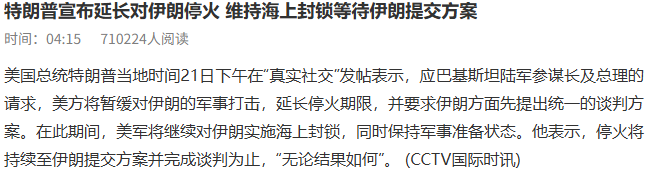 特朗普宣布延长对伊朗停火 维持海上封锁等待伊朗提交方案
时间：04:15 710224人阅读
美国总统特朗普当地时间21日下午在“真实社交”发帖表示，应巴基斯坦陆军参谋长及总理的
请求，美方将暂缓对伊朗的军事打击，延长停火期限，并要求伊朗方面先提出统一的谈判方
案。在此期间，美军将继续对伊朗实施海上封锁，同时保持军事准备状态。他表示，停火将
持续至伊朗提交方案并完成谈判为止，“无论结果如何”。 (CCTV国际时讯)